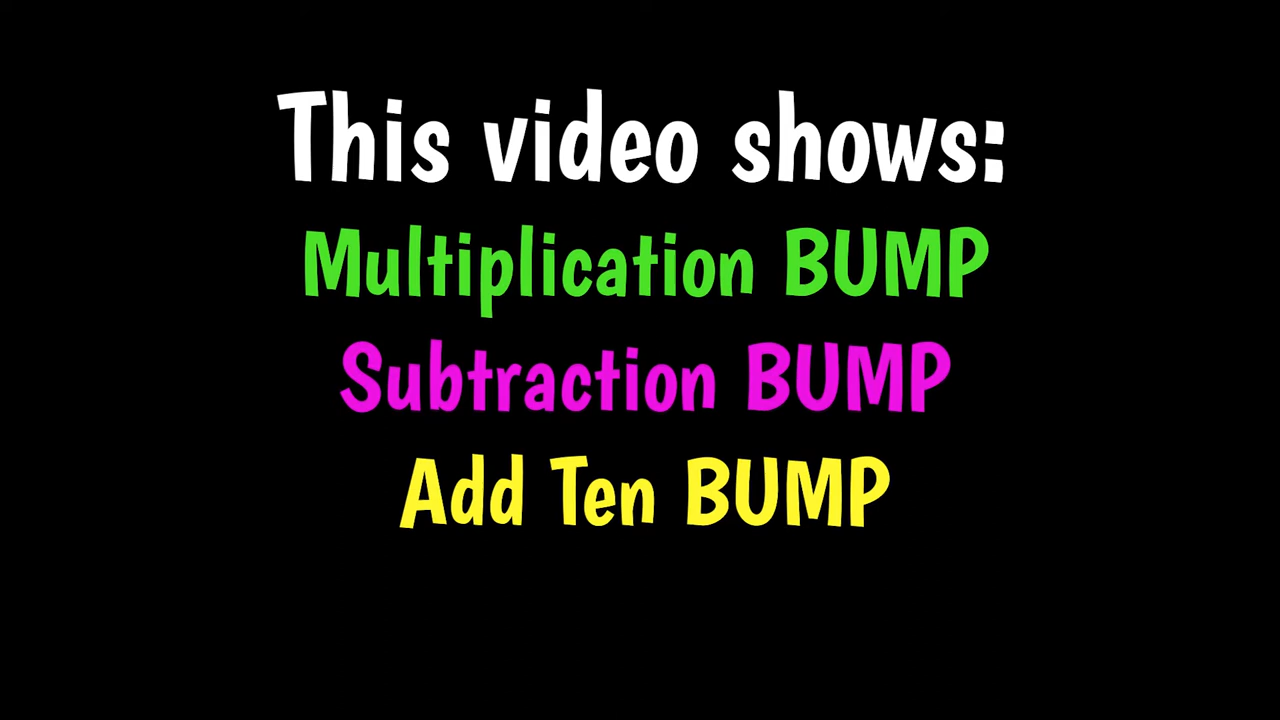 This video shows:
Multiplication BUMP
Subtraction BUMP
Add Ten BUMP